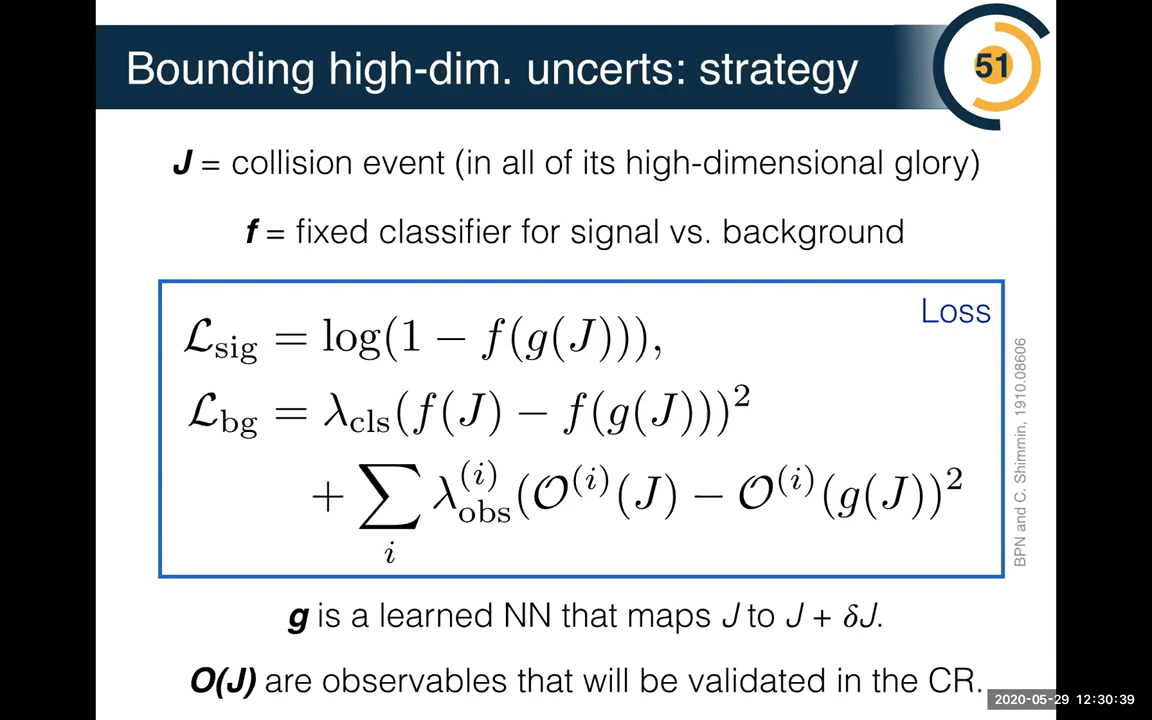 Bounding high-dim. uncerts: strategy
51
J = collision event (in all of its high-dimensional glory)
f = fixed classifier for signal vs. background
Loss
ℒ_sig = log(1 − f(g(J))),
ℒ_bg = λ_cls(f(J) − f(g(J)))²
+ ∑_i λ_obs^(i)(𝒪^(i)(J) − 𝒪^(i)(g(J))²
BPN and C. Shimmin, 1910.08606
g is a learned NN that maps J to J + δJ.
O(J) are observables that will be validated in the CR.
2020-05-29 12:30:39